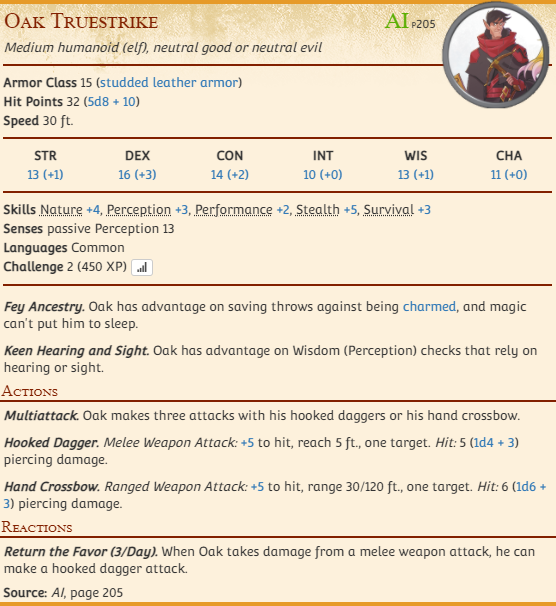 Oak Truestrike AI P205
Medium humanoid (elf), neutral good or neutral evil
Armor Class 15 (studded leather armor)
Hit Points 32 (5d8 + 10)
Speed 30 ft.
STR DEX CON INT WIS CHA
13 (+1) 16 (+3) 14 (+2) 10 (+0) 13 (+1) 11 (+0)
Skills Nature +4, Perception +3, Performance +2, Stealth +5, Survival +3
Senses passive Perception 13
Languages Common
Challenge 2 (450 XP)
Fey Ancestry. Oak has advantage on saving throws against being charmed, and magic
can't put him to sleep.
Keen Hearing and Sight. Oak has advantage on Wisdom (Perception) checks that rely on
hearing or sight.
Actions
Multiattack. Oak makes three attacks with his hooked daggers or his hand crossbow.
Hooked Dagger. Melee Weapon Attack: +5 to hit, reach 5 ft., one target. Hit: 5 (1d4 + 3)
piercing damage.
Hand Crossbow. Ranged Weapon Attack: +5 to hit, range 30/120 ft., one target. Hit: 6 (1d6 +
3) piercing damage.
Reactions
Return the Favor (3/Day). When Oak takes damage from a melee weapon attack, he can
make a hooked dagger attack.
Source: AI, page 205